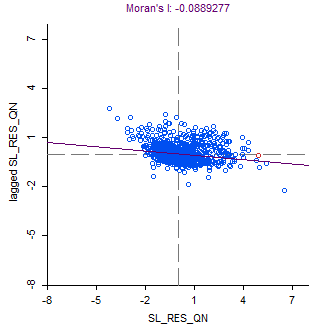 Moran's I: -0.0889277
7
4
1
-2
-5
-8
lagged SL_RES_QN
-8 -5 -2 1 4 7
SL_RES_QN